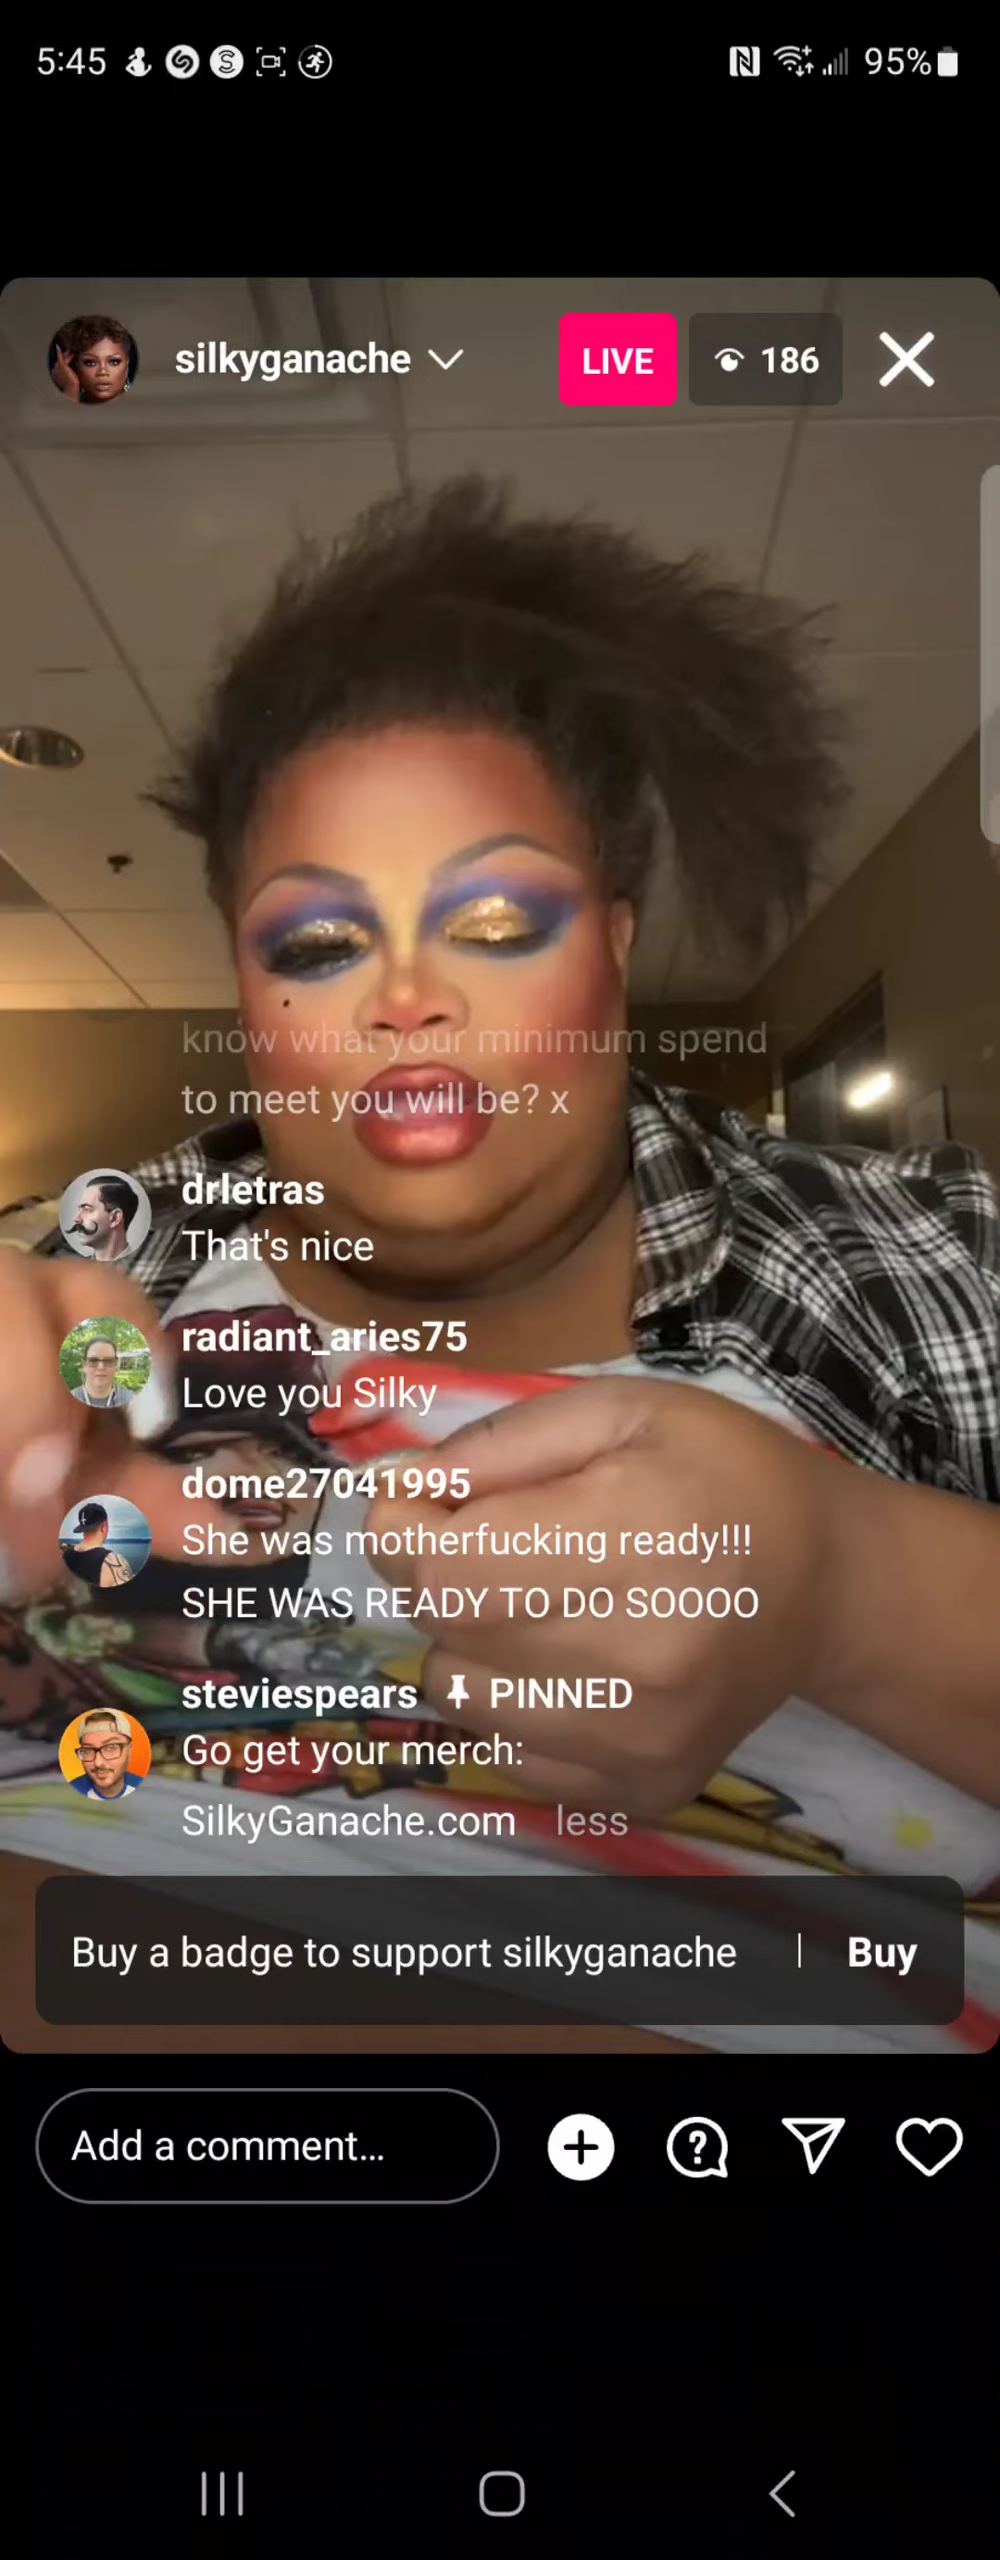 5:45
95%
silkyganache
LIVE
186
know what your minimum spend
to meet you will be? x
drletras
That's nice
radiant_aries75
Love you Silky
dome27041995
She was motherfucking ready!!!
SHE WAS READY TO DO SOOOO
steviespears PINNED
Go get your merch:
SilkyGanache.com less
Buy a badge to support silkyganache | Buy
Add a comment...